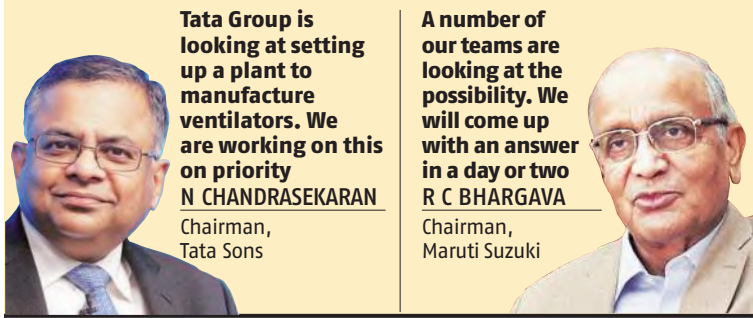 Tata Group is
looking at setting
up a plant to
manufacture
ventilators. We
are working on this
on priority
N CHANDRASEKARAN
Chairman,
Tata Sons
A number of
our teams are
looking at the
possibility. We
will come up
with an answer
in a day or two
R C BHARGAVA
Chairman,
Maruti Suzuki